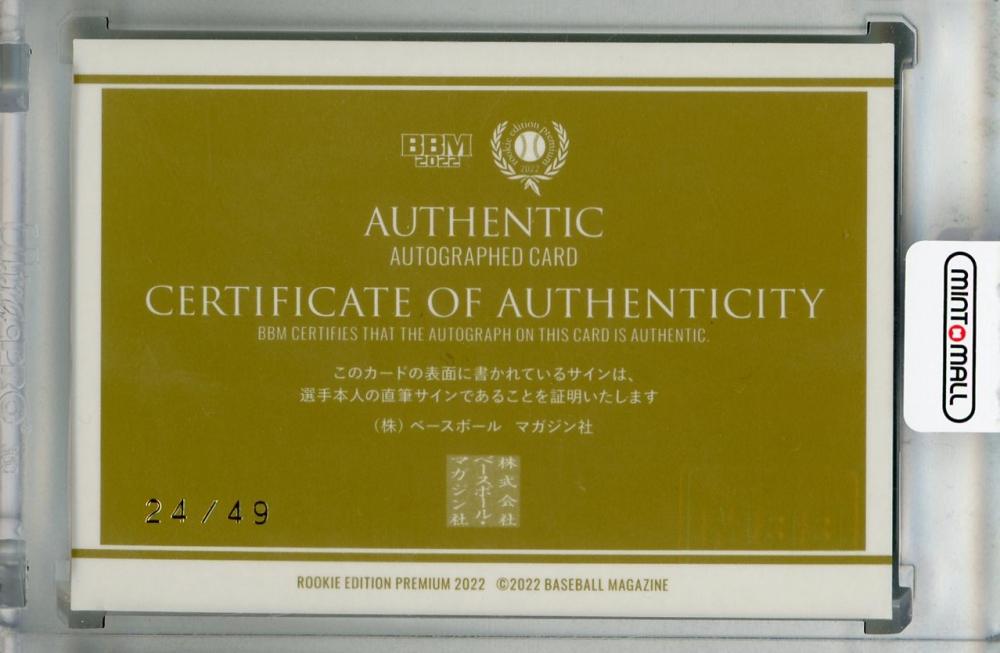 BBM
2022
rookie edition premium
2022
AUTHENTIC
AUTOGRAPHED CARD
CERTIFICATE OF AUTHENTICITY
BBM CERTIFIES THAT THE AUTOGRAPH ON THIS CARD IS AUTHENTIC.
このカードの表面に書かれているサインは、
選手本人の直筆サインであることを証明いたします
(株) ベースボール マガジン社
株式会社
ベースボール・
マガジン社
24/49
ROOKIE EDITION PREMIUM 2022 ©2022 BASEBALL MAGAZINE
MINT MALL